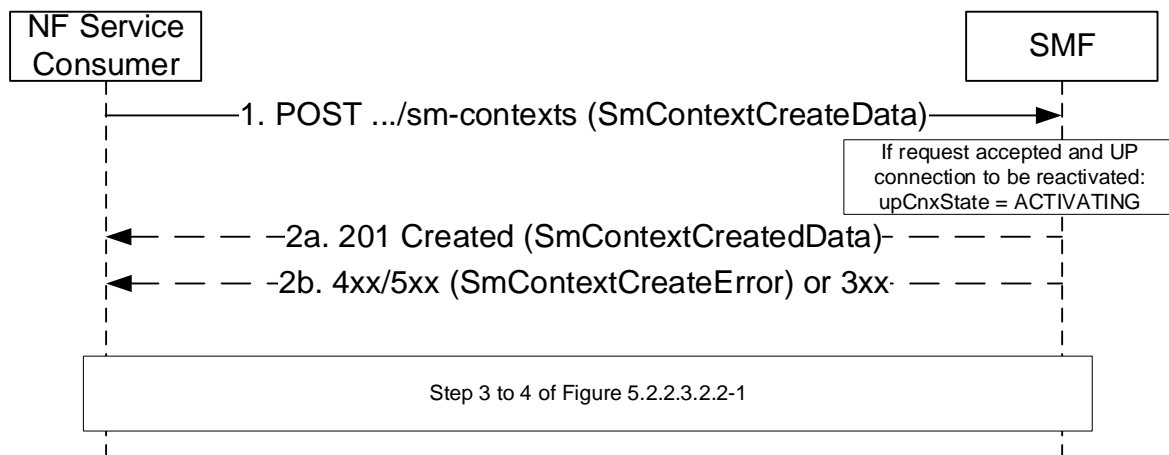 NF Service
Consumer
SMF
1. POST .../sm-contexts (SmContextCreateData)
If request accepted and UP
connection to be reactivated:
upCnxState = ACTIVATING
2a. 201 Created (SmContextCreatedData)
2b. 4xx/5xx (SmContextCreateError) or 3xx
Step 3 to 4 of Figure 5.2.2.3.2.2-1